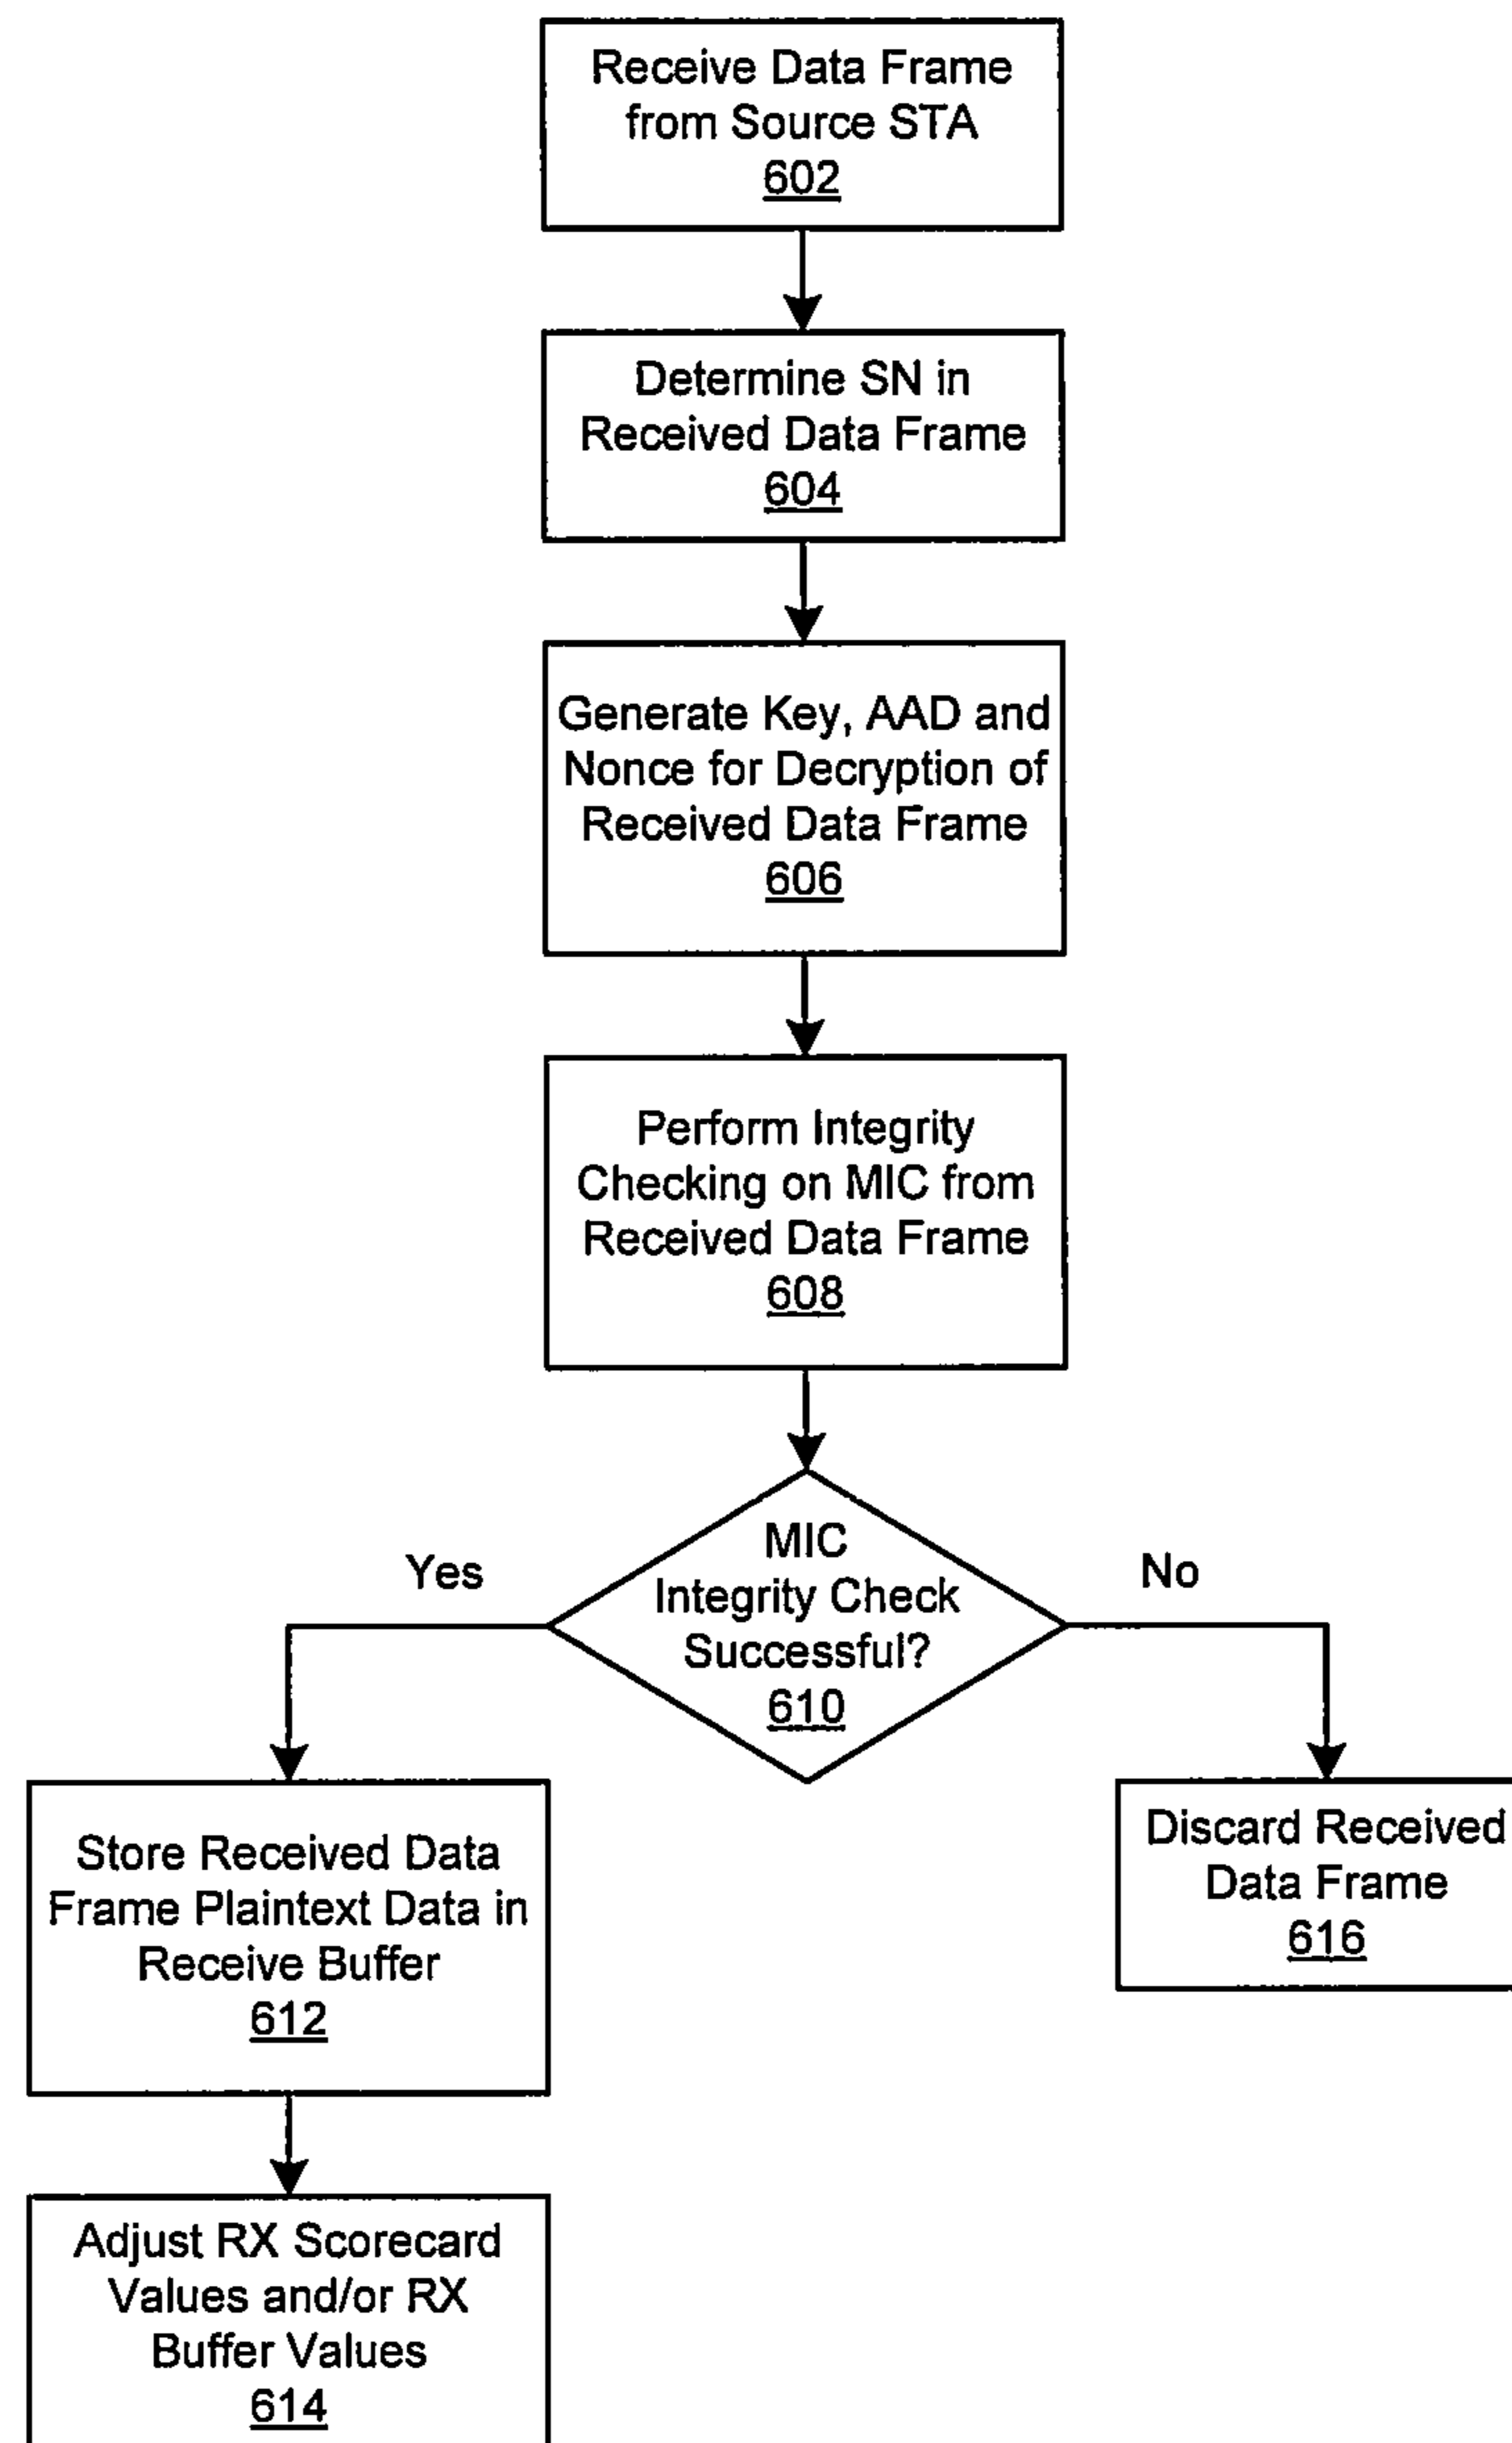 Receive Data Frame
from Source STA
602
Determine SN in
Received Data Frame
604
Generate Key, AAD and
Nonce for Decryption of
Received Data Frame
606
Perform Integrity
Checking on MIC from
Received Data Frame
608
MIC
Integrity Check
Successful?
610
Yes
No
Store Received Data
Frame Plaintext Data in
Receive Buffer
612
Discard Received
Data Frame
616
Adjust RX Scorecard
Values and/or RX
Buffer Values
614